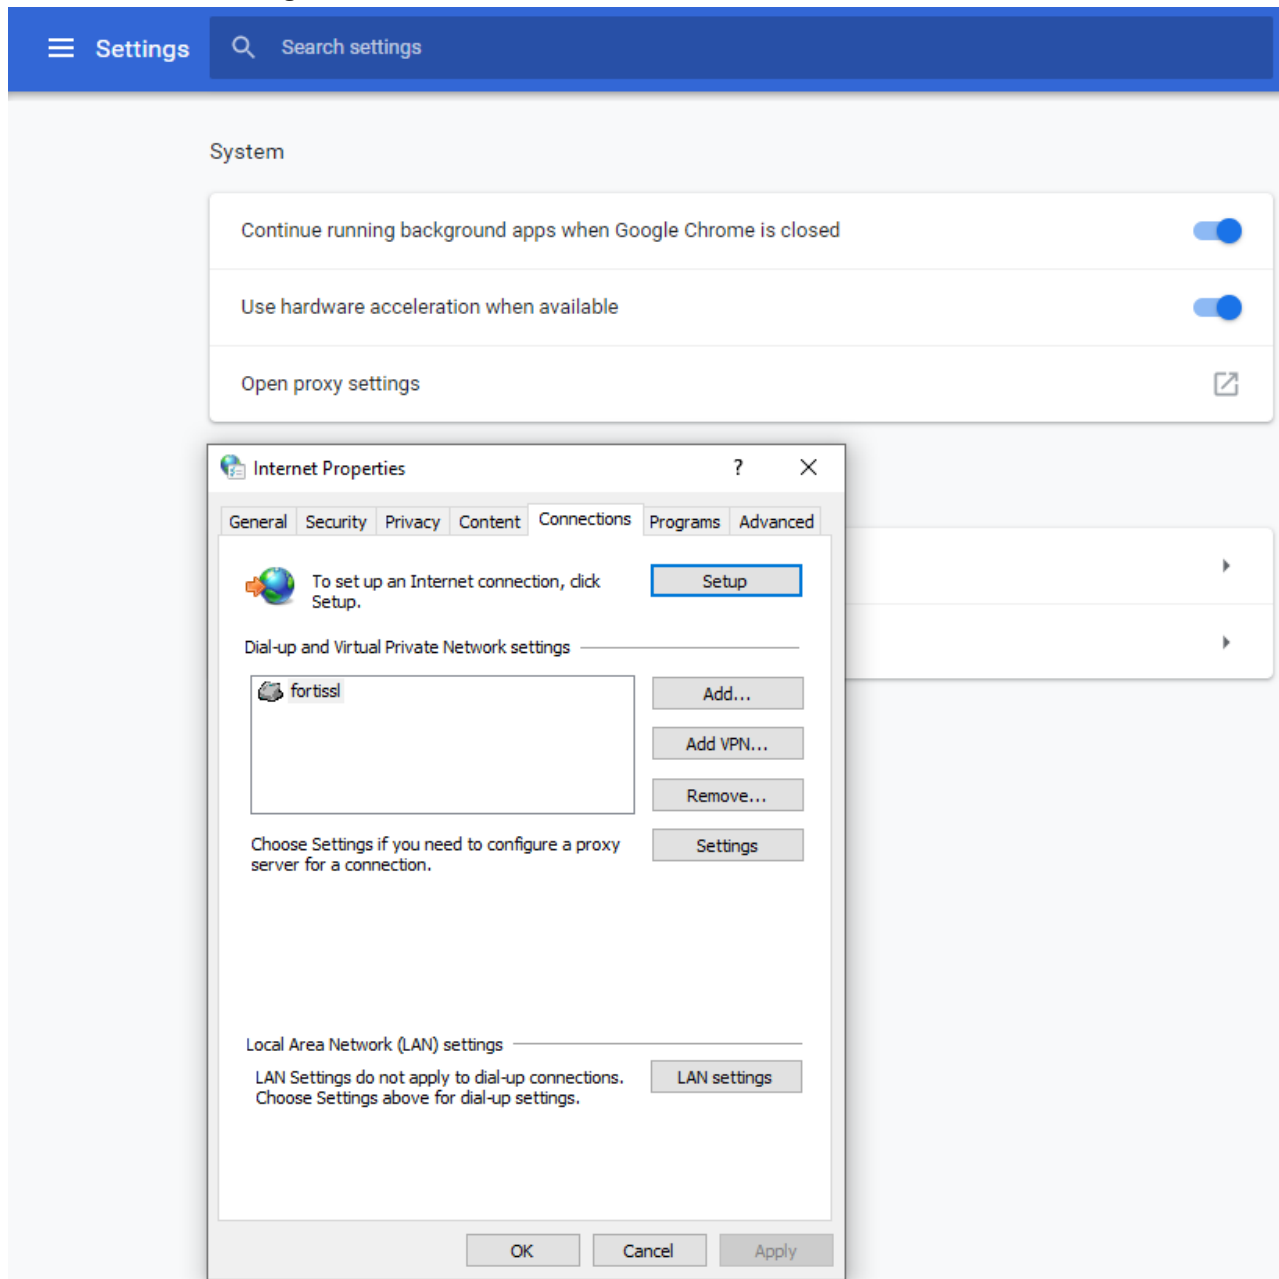 Settings
Search settings
System
Continue running background apps when Google Chrome is closed
Use hardware acceleration when available
Open proxy settings
Internet Properties
?
General Security Privacy Content Connections Programs Advanced
To set up an Internet connection, click
Setup.
Setup
Dial-up and Virtual Private Network settings
fortissl
Add...
Add VPN...
Remove...
Choose Settings if you need to configure a proxy
server for a connection.
Settings
Local Area Network (LAN) settings
LAN Settings do not apply to dial-up connections.
Choose Settings above for dial-up settings.
LAN settings
OK Cancel Apply